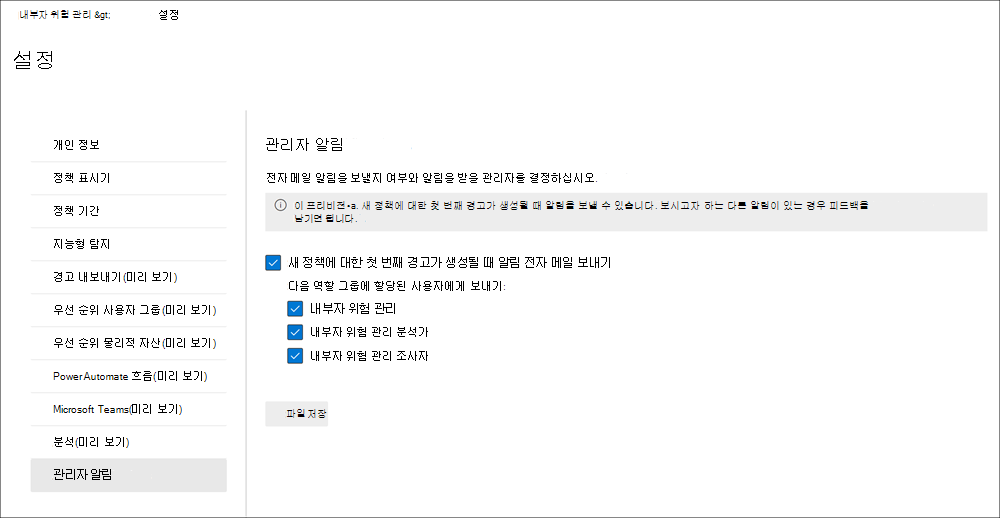 내부자 위험 관리 &gt; 설정
설정
개인 정보
정책 표시기
정책 기간
지능형 탐지
경고 내보내기(미리 보기)
우선 순위 사용자 그룹(미리 보기)
우선 순위 물리적 자산(미리 보기)
Power Automate 흐름(미리 보기)
Microsoft Teams(미리 보기)
분석(미리 보기)
관리자 알림
관리자 알림
전자 메일 알림을 보낼지 여부와 알림을 받을 관리자를 결정하십시오.
이 프리비젼•a. 새 정책에 대한 첫 번째 경고가 생성될 때 알림을 보낼 수 있습니다. 보시고자 하는 다른 알림이 있는 경우 피드백을
남기면 됩니다.
새 정책에 대한 첫 번째 경고가 생성될 때 알림 전자 메일 보내기
다음 역할 그룹에 할당된 사용자에게 보내기:
내부자 위험 관리
내부자 위험 관리 분석가
내부자 위험 관리 조사자
파일 저장